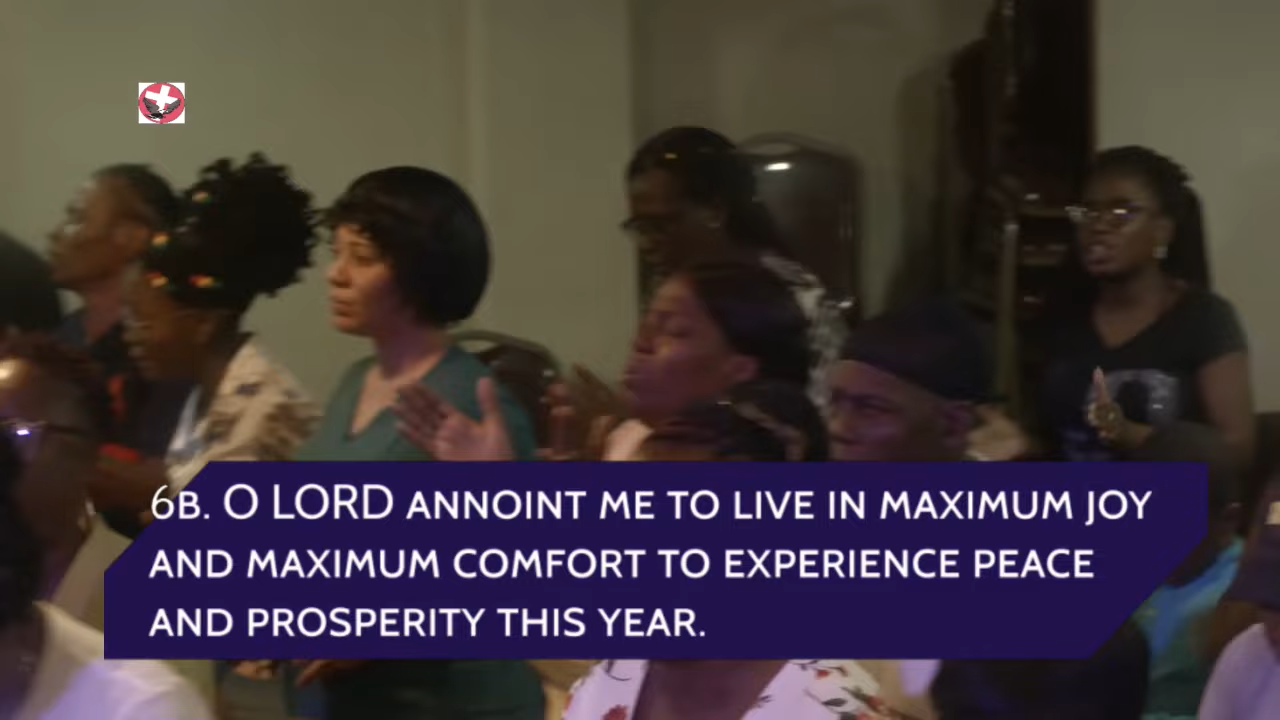 6B. O LORD ANNOINT ME TO LIVE IN MAXIMUM JOY
AND MAXIMUM COMFORT TO EXPERIENCE PEACE
AND PROSPERITY THIS YEAR.